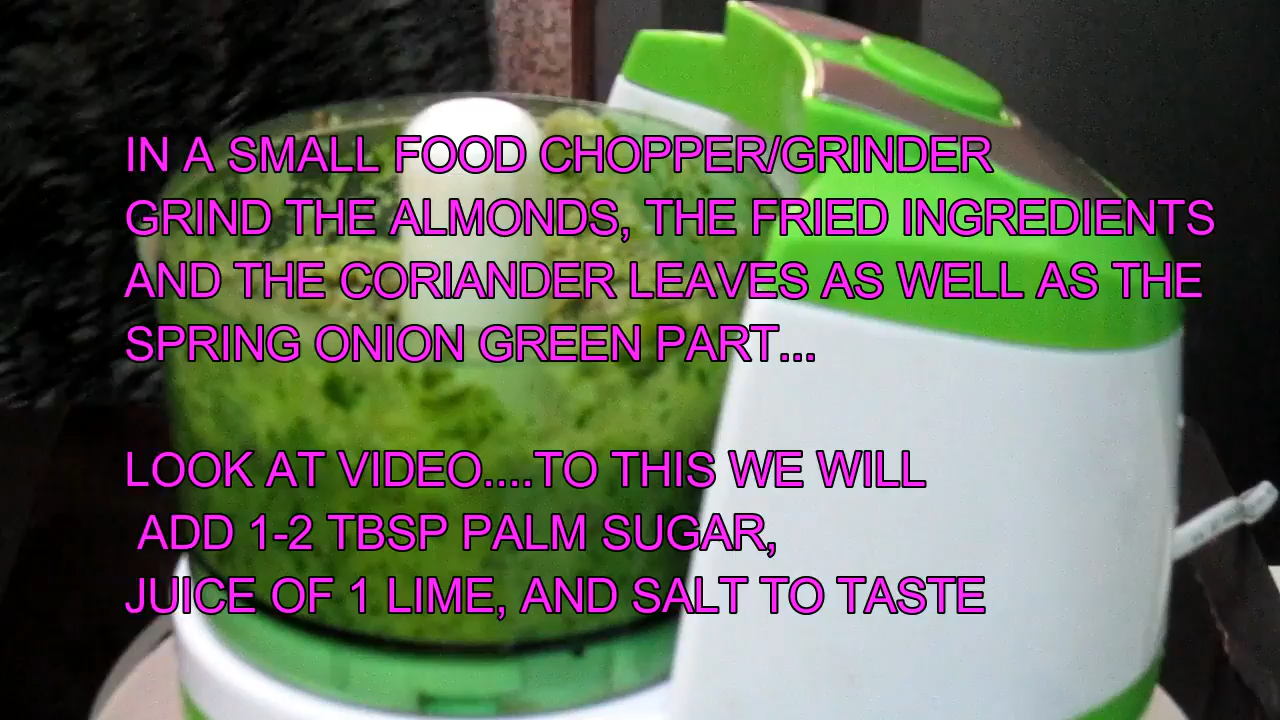 IN A SMALL FOOD CHOPPER/GRINDER
GRIND THE ALMONDS, THE FRIED INGREDIENTS
AND THE CORIANDER LEAVES AS WELL AS THE
SPRING ONION GREEN PART...
LOOK AT VIDEO....TO THIS WE WILL
ADD 1-2 TBSP PALM SUGAR,
JUICE OF 1 LIME, AND SALT TO TASTE